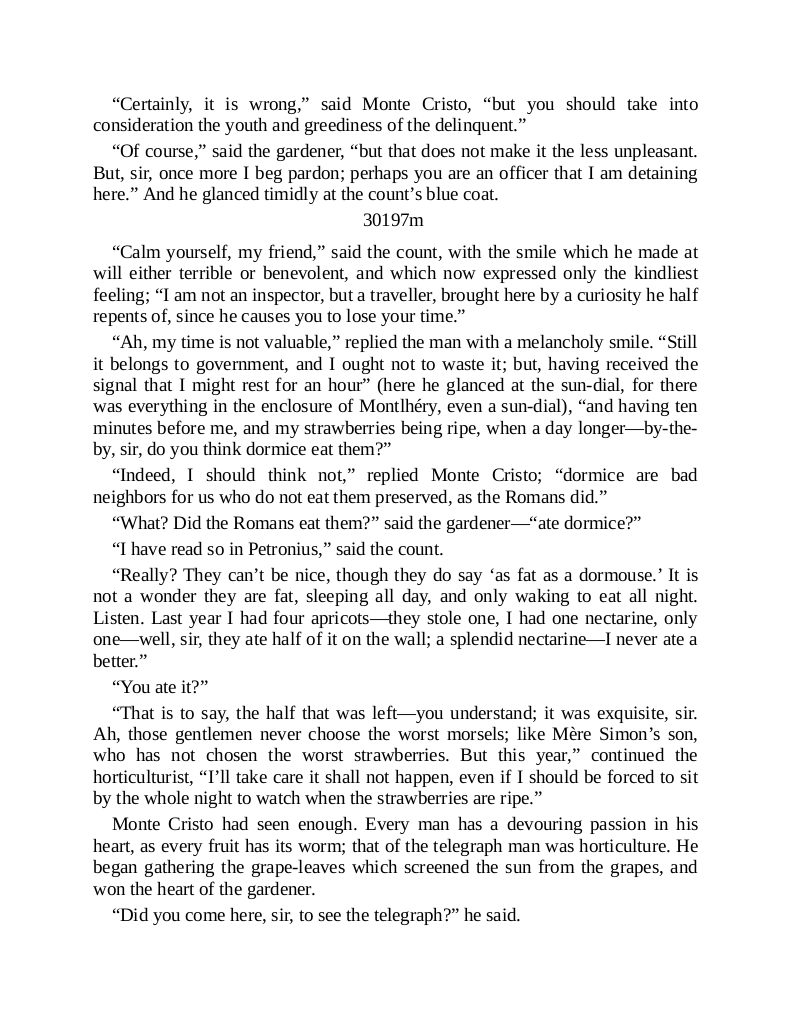 “Certainly, it is wrong,” said Monte Cristo, “but you should take into
consideration the youth and greediness of the delinquent.”
“Of course,” said the gardener, “but that does not make it the less unpleasant.
But, sir, once more I beg pardon; perhaps you are an officer that I am detaining
here.” And he glanced timidly at the count’s blue coat.
30197m
“Calm yourself, my friend,” said the count, with the smile which he made at
will either terrible or benevolent, and which now expressed only the kindliest
feeling; “I am not an inspector, but a traveller, brought here by a curiosity he half
repents of, since he causes you to lose your time.”
“Ah, my time is not valuable,” replied the man with a melancholy smile. “Still
it belongs to government, and I ought not to waste it; but, having received the
signal that I might rest for an hour” (here he glanced at the sun-dial, for there
was everything in the enclosure of Montlhéry, even a sun-dial), “and having ten
minutes before me, and my strawberries being ripe, when a day longer—by-the-
by, sir, do you think dormice eat them?”
“Indeed, I should think not,” replied Monte Cristo; “dormice are bad
neighbors for us who do not eat them preserved, as the Romans did.”
“What? Did the Romans eat them?” said the gardener—“ate dormice?”
“I have read so in Petronius,” said the count.
“Really? They can’t be nice, though they do say ‘as fat as a dormouse.’ It is
not a wonder they are fat, sleeping all day, and only waking to eat all night.
Listen. Last year I had four apricots—they stole one, I had one nectarine, only
one—well, sir, they ate half of it on the wall; a splendid nectarine—I never ate a
better.”
“You ate it?”
“That is to say, the half that was left—you understand; it was exquisite, sir.
Ah, those gentlemen never choose the worst morsels; like Mère Simon’s son,
who has not chosen the worst strawberries. But this year,” continued the
horticulturist, “I’ll take care it shall not happen, even if I should be forced to sit
by the whole night to watch when the strawberries are ripe.”
Monte Cristo had seen enough. Every man has a devouring passion in his
heart, as every fruit has its worm; that of the telegraph man was horticulture. He
began gathering the grape-leaves which screened the sun from the grapes, and
won the heart of the gardener.
“Did you come here, sir, to see the telegraph?” he said.